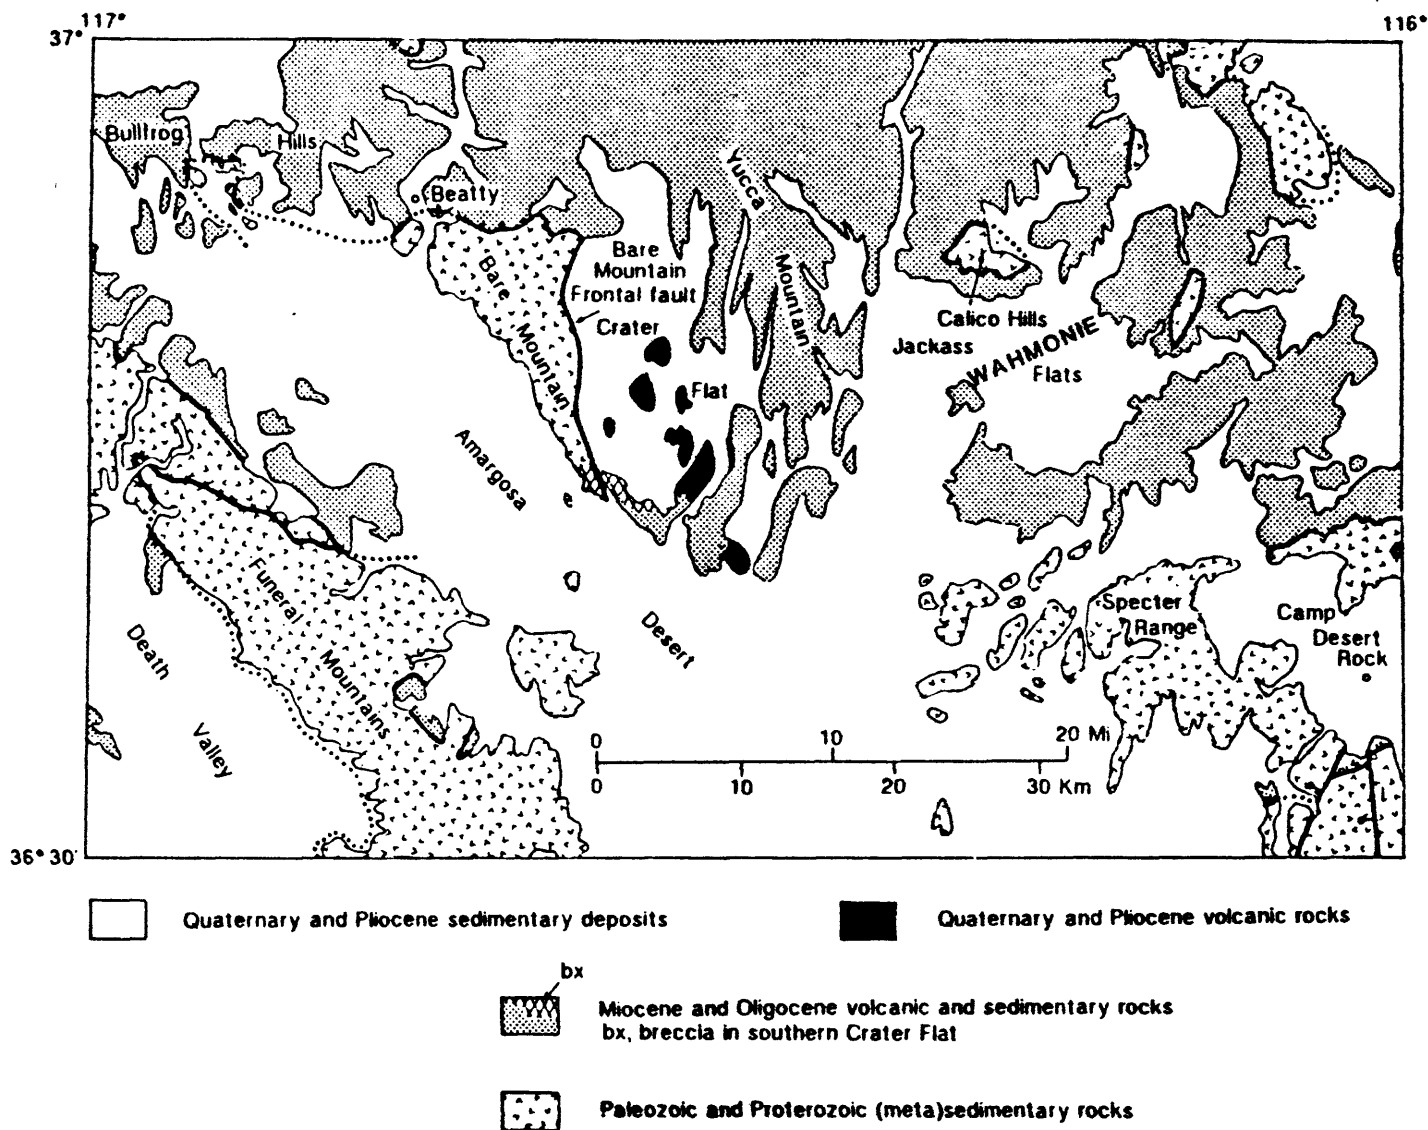 117°
116°
37°
Bullfrog
Hills
Beatty
Yucca
Mountain
Bare
Mountain
Bare
Mountain
Frontal fault
Crater
Flat
Calico Hills
Jackass
WAHMONIE
Flats
Amargosa
Desert
Funeral
Mountains
Death
Valley
Specter
Range
Camp
Desert
Rock
0
10
20 Mi
0
10
20
30 Km
36° 30'
Quaternary and Pliocene sedimentary deposits
Quaternary and Pliocene volcanic rocks
bx
Miocene and Oligocene volcanic and sedimentary rocks
bx, breccia in southern Crater Flat
Paleozoic and Proterozoic (meta)sedimentary rocks